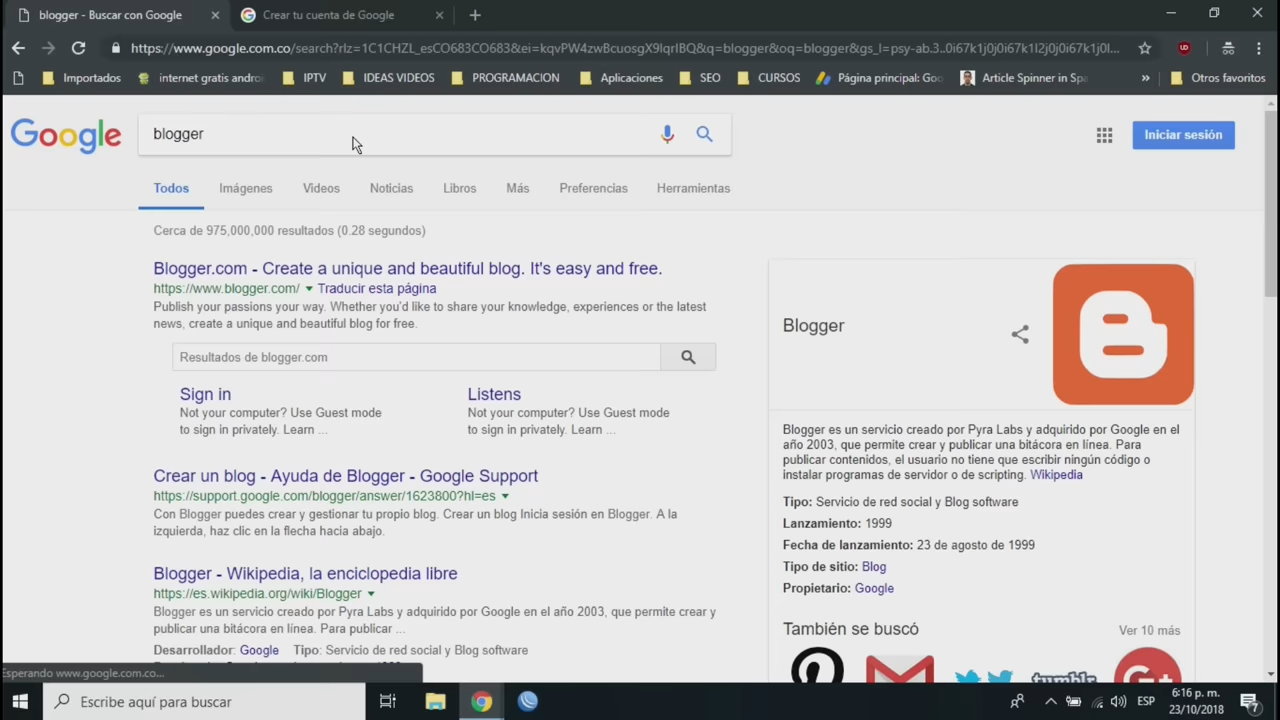 blogger - Buscar con Google
Crear tu cuenta de Google
https://www.google.com.co/search?rlz=1C1CHZL_esCO683CO683&ei=kqvPW4zwBcuosgX9lqrIBQ&q=blogger&oq=blogger&gs_l=psy-ab.3..0i67k1j0j0i67k1l2j0j0i67k1j0l...
Importados
internet gratis andro
IPTV
IDEAS VIDEOS
PROGRAMACION
Aplicaciones
SEO
CURSOS
Página principal: Goo
Article Spinner in Spa
»
Otros favoritos
Google
blogger
Iniciar sesión
Todos
Imágenes
Videos
Noticias
Libros
Más
Preferencias
Herramientas
Cerca de 975,000,000 resultados (0.28 segundos)
Blogger.com - Create a unique and beautiful blog. It's easy and free.
https://www.blogger.com/ Traducir esta página
Publish your passions your way. Whether you'd like to share your knowledge, experiences or the latest
news, create a unique and beautiful blog for free.
Resultados de blogger.com
Sign in
Not your computer? Use Guest mode
to sign in privately. Learn ...
Listens
Not your computer? Use Guest mode
to sign in privately. Learn ...
Crear un blog - Ayuda de Blogger - Google Support
https://support.google.com/blogger/answer/1623800?hl=es
Con Blogger puedes crear y gestionar tu propio blog. Crear un blog Inicia sesión en Blogger. A la
izquierda, haz clic en la flecha hacia abajo.
Blogger - Wikipedia, la enciclopedia libre
https://es.wikipedia.org/wiki/Blogger
Blogger es un servicio creado por Pyra Labs y adquirido por Google en el año 2003, que permite crear y
publicar una bitácora en línea. Para publicar ...
Desarrollador: Google Tipo: Servicio de red social y Blog software
Blogger
Blogger es un servicio creado por Pyra Labs y adquirido por Google en el
año 2003, que permite crear y publicar una bitácora en línea. Para
publicar contenidos, el usuario no tiene que escribir ningún código o
instalar programas de servidor o de scripting. Wikipedia
Tipo: Servicio de red social y Blog software
Lanzamiento: 1999
Fecha de lanzamiento: 23 de agosto de 1999
Tipo de sitio: Blog
Propietario: Google
También se buscó
Ver 10 más
tumblr.
G+
Esperando www.google.com.co...
Escribe aquí para buscar
ESP
6:16 p. m.
23/10/2018
7